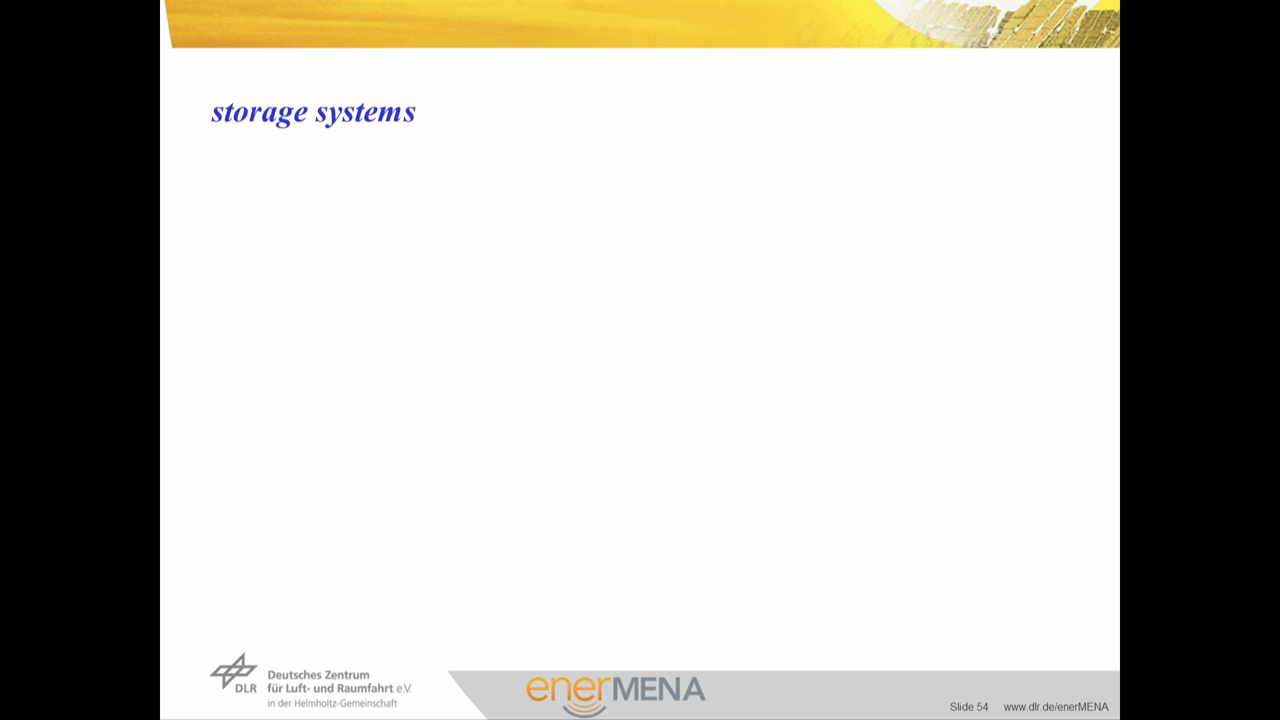 storage systems
DLR
Deutsches Zentrum
für Luft- und Raumfahrt e.V.
in der Helmholtz-Gemeinschaft
enerMENA
Slide 54 www.dlr.de/enerMENA